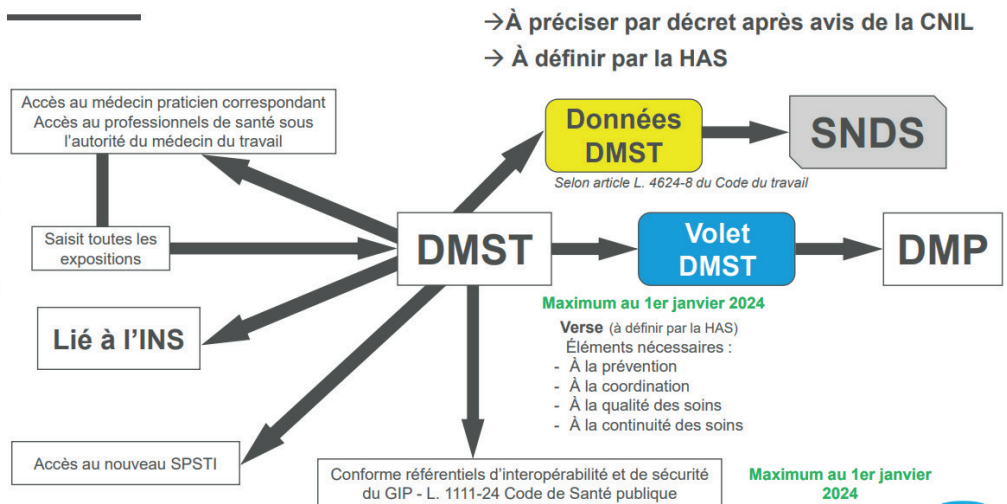 →À préciser par décret après avis de la CNIL
→ À définir par la HAS
Accès au médecin praticien correspondant
Accès au professionnels de santé sous
l'autorité du médecin du travail
Données
DMST
SNDS
Selon article L. 4624-8 du Code du travail
Saisit toutes les
expositions
DMST
Volet
DMST
DMP
Maximum au 1er janvier 2024
Verse (à définir par la HAS)
Éléments nécessaires :
- À la prévention
- À la coordination
- À la qualité des soins
- À la continuité des soins
Lié à l'INS
Accès au nouveau SPSTI
Conforme référentiels d'interopérabilité et de sécurité
du GIP - L. 1111-24 Code de Santé publique
Maximum au 1er janvier
2024